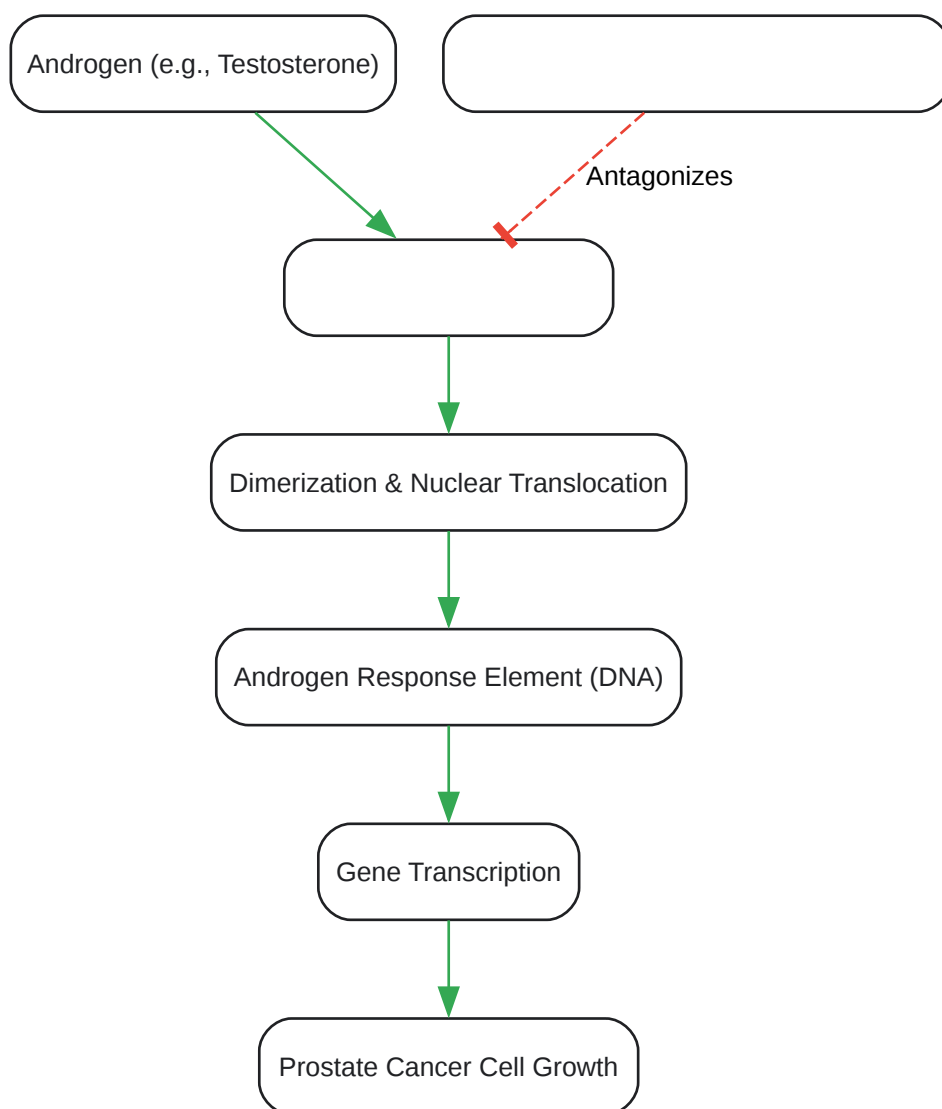 Androgen (e.g., Testosterone)
Antagonizes
Dimerization & Nuclear Translocation
Androgen Response Element (DNA)
Gene Transcription
Prostate Cancer Cell Growth